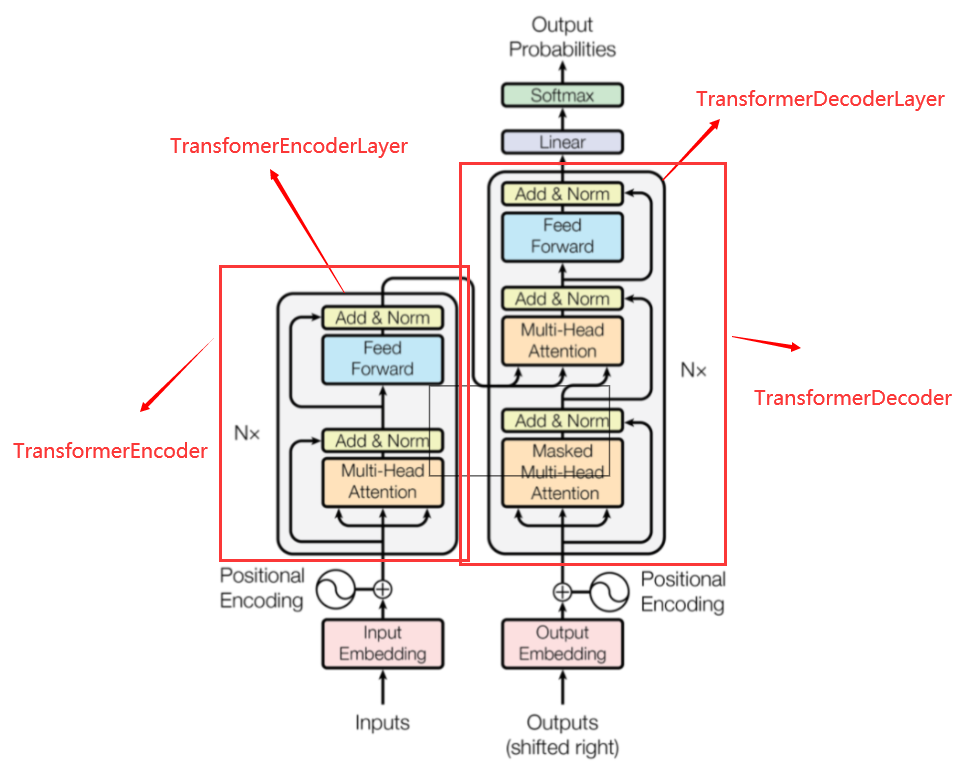 Output
Probabilities
Softmax
TransformerDecoderLayer
Linear
TransfomerEncoderLayer
Add & Norm
Feed
Forward
Add & Norm
Multi-Head
Attention
N×
Add & Norm
Masked
Multi-Head
Attention
TransformerDecoder
Add & Norm
Feed
Forward
N×
Add & Norm
Multi-Head
Attention
TransformerEncoder
Positional
Encoding
Positional
Encoding
Input
Embedding
Output
Embedding
Inputs
Outputs
(shifted right)